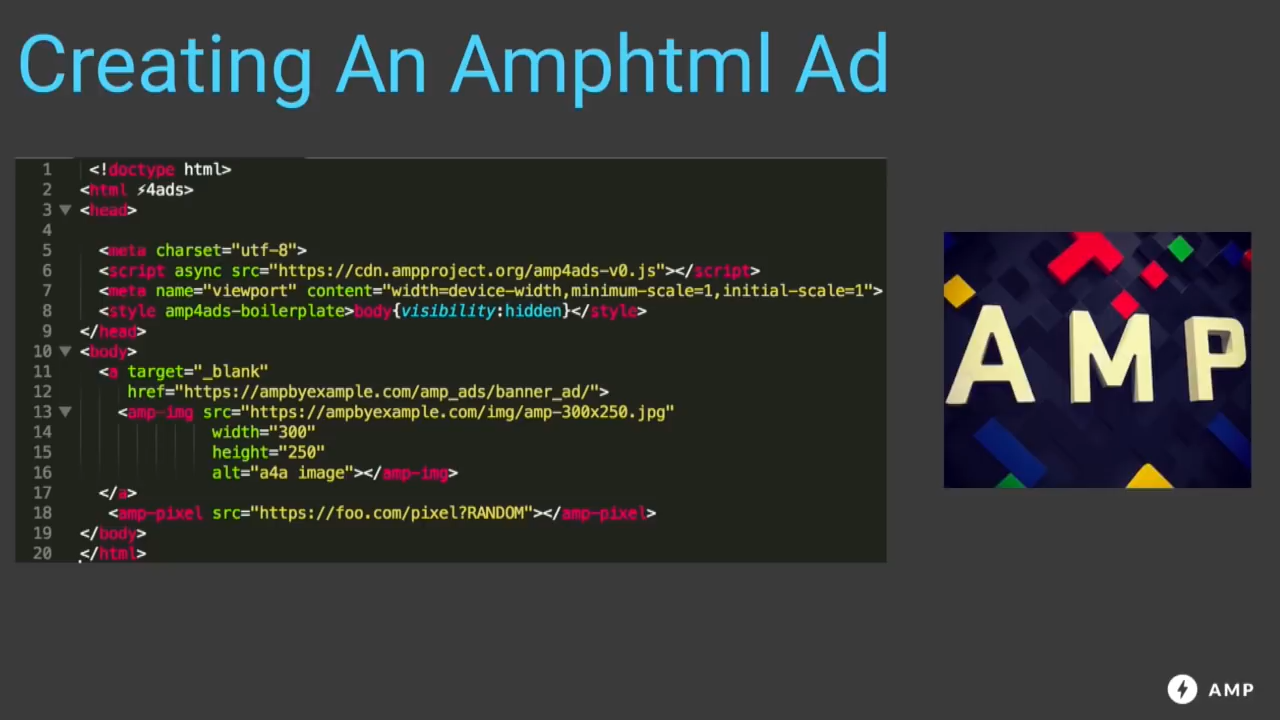 Creating An Amphtml Ad
1 <!doctype html>
2 <html ⚡4ads>
3 <head>
4
5 <meta charset="utf-8">
6 <script async src="https://cdn.ampproject.org/amp4ads-v0.js"></script>
7 <meta name="viewport" content="width=device-width,minimum-scale=1,initial-scale=1">
8 <style amp4ads-boilerplate>body{visibility:hidden}</style>
9 </head>
10 <body>
11 <a target="_blank"
12 href="https://ampbyexample.com/amp_ads/banner_ad/">
13 <amp-img src="https://ampbyexample.com/img/amp-300x250.jpg"
14 width="300"
15 height="250"
16 alt="a4a image"></amp-img>
17 </a>
18 <amp-pixel src="https://foo.com/pixel?RANDOM"></amp-pixel>
19 </body>
20 </html>
AMP
AMP